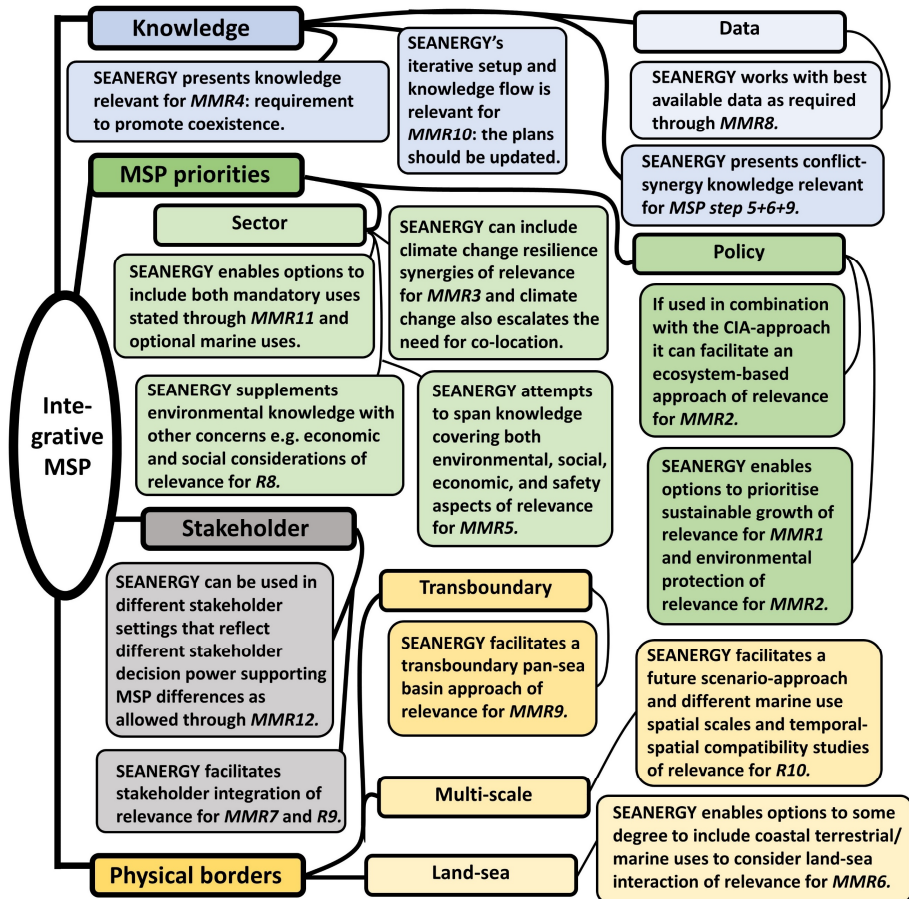 Knowledge
SEANERGY presents knowledge
relevant for MMR4: requirement
to promote coexistence.
SEANERGY's
iterative setup and
knowledge flow is
relevant for
MMR10: the plans
should be updated.
Data
SEANERGY works with best
available data as required
through MMR8.
SEANERGY presents conflict-
synergy knowledge relevant
for MSP step 5+6+9.
MSP priorities
Sector
SEANERGY enables options to
include both mandatory uses
stated through MMR11 and
optional marine uses.
SEANERGY can include
climate change resilience
synergies of relevance
for MMR3 and climate
change also escalates the
need for co-location.
SEANERGY supplements
environmental knowledge with
other concerns e.g. economic
and social considerations of
relevance for R8.
SEANERGY attempts
to span knowledge
covering both
environmental, social,
economic, and safety
aspects of relevance
for MMR5.
Policy
If used in combination
with the CIA-approach
it can facilitate an
ecosystem-based
approach of relevance
for MMR2.
SEANERGY enables
options to prioritise
sustainable growth of
relevance for MMR1
and environmental
protection of
relevance for MMR2.
Inte-
grative
MSP
Stakeholder
SEANERGY can be used in
different stakeholder
settings that reflect
different stakeholder
decision power supporting
MSP differences as
allowed through MMR12.
SEANERGY facilitates
stakeholder integration of
relevance for MMR7 and R9.
Physical borders
Transboundary
SEANERGY facilitates a
transboundary pan-sea
basin approach of
relevance for MMR9.
Multi-scale
SEANERGY facilitates a
future scenario-approach
and different marine use
spatial scales and temporal-
spatial compatibility studies
of relevance for R10.
Land-sea
SEANERGY enables options to some
degree to include coastal terrestrial/
marine uses to consider land-sea
interaction of relevance for MMR6.